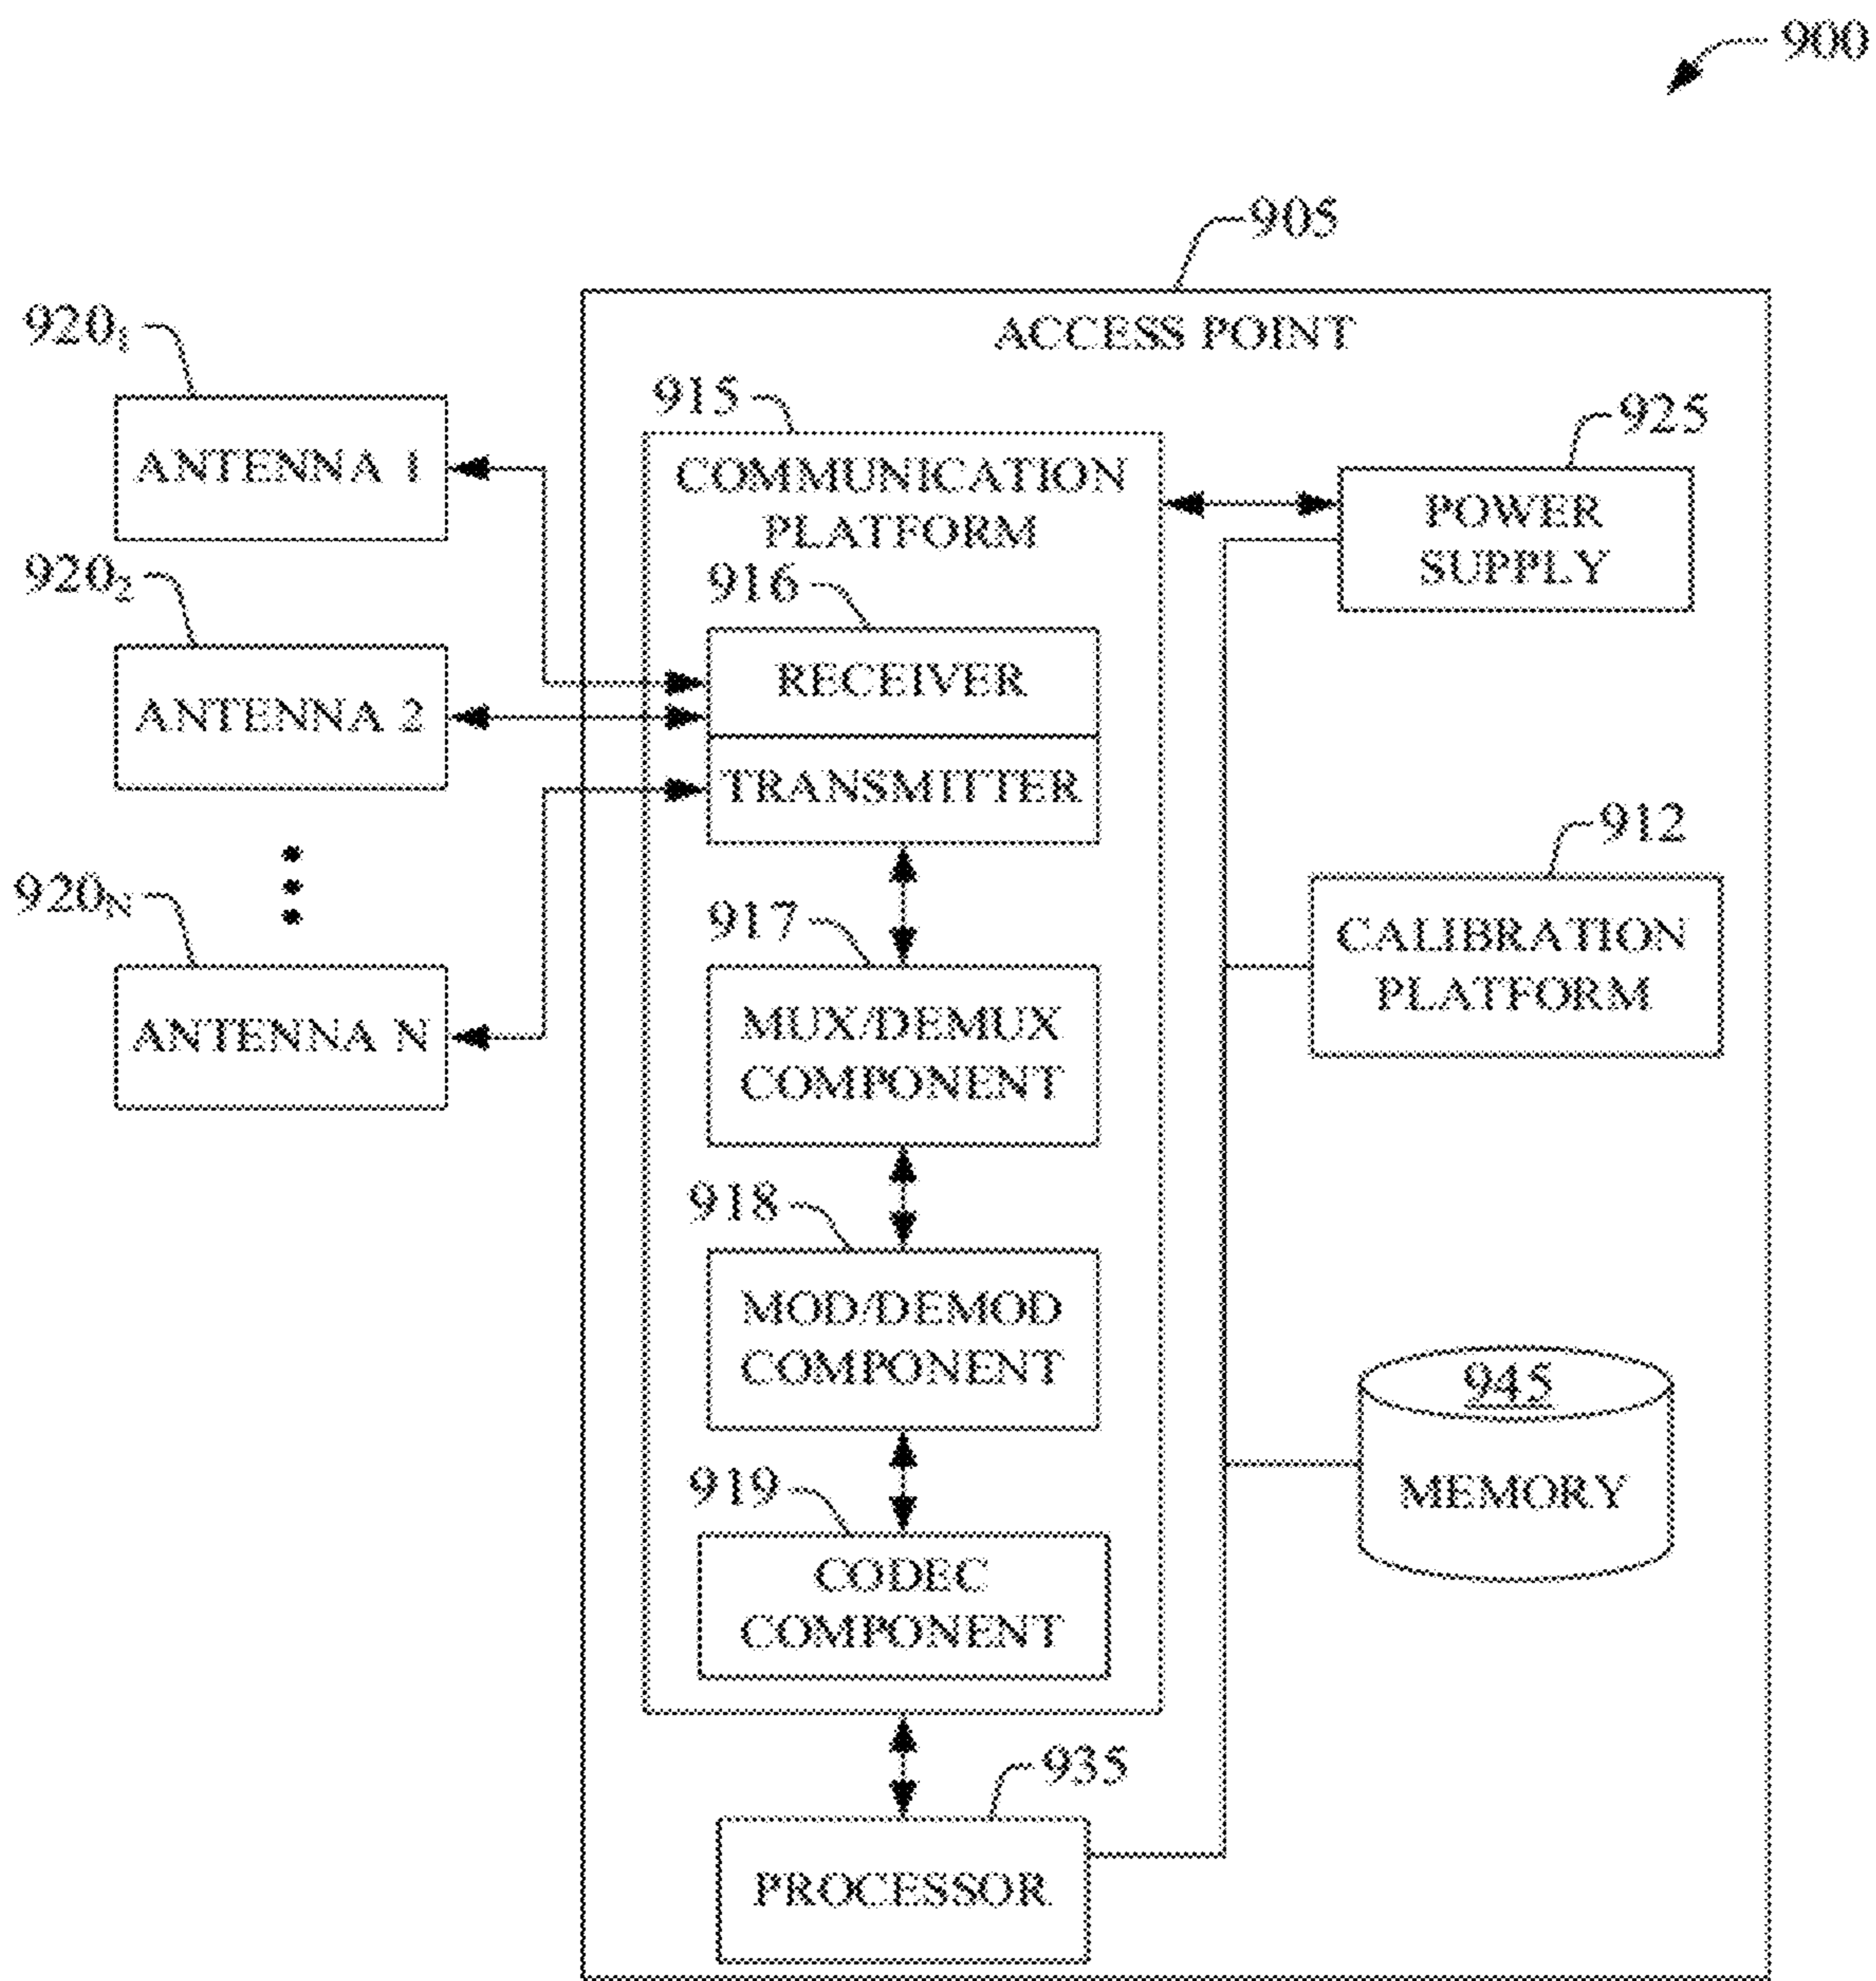 900
905
ACCESS POINT
920₁
ANTENNA 1
920₂
ANTENNA 2
920N
ANTENNA N
915
COMMUNICATION
PLATFORM
916
RECEIVER
TRANSMITTER
917
MUX/DEMUX
COMPONENT
918
MOD/DEMOD
COMPONENT
919
CODEC
COMPONENT
935
PROCESSOR
925
POWER
SUPPLY
912
CALIBRATION
PLATFORM
945
MEMORY